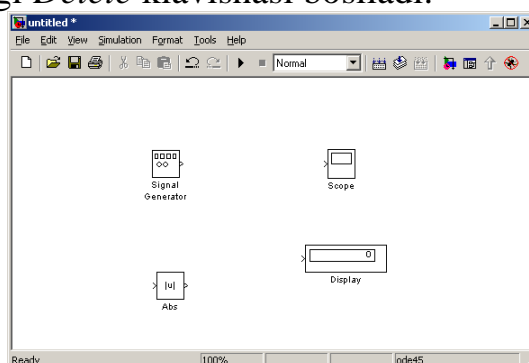 gi Delete klavishasi bosiladi.
untitled *
File Edit View Simulation Format Tools Help
Normal
Signal
Generator
Scope
0
Display
|u|
Abs
Ready 100% ode45